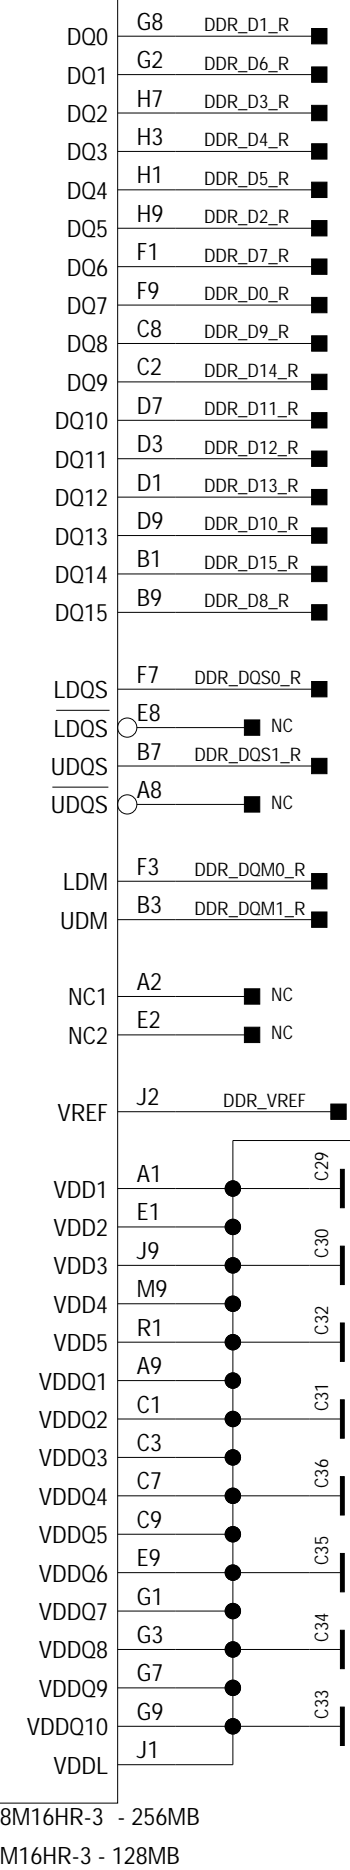 DQ0 G8 DDR_D1_R
DQ1 G2 DDR_D6_R
DQ2 H7 DDR_D3_R
DQ3 H3 DDR_D4_R
DQ4 H1 DDR_D5_R
DQ5 H9 DDR_D2_R
DQ6 F1 DDR_D7_R
DQ7 F9 DDR_D0_R
DQ8 C8 DDR_D9_R
DQ9 C2 DDR_D14_R
DQ10 D7 DDR_D11_R
DQ11 D3 DDR_D12_R
DQ12 D1 DDR_D13_R
DQ13 D9 DDR_D10_R
DQ14 B1 DDR_D15_R
DQ15 B9 DDR_D8_R
LDQS F7 DDR_DQS0_R
LDQS E8 NC
UDQS B7 DDR_DQS1_R
UDQS A8 NC
LDM F3 DDR_DQM0_R
UDM B3 DDR_DQM1_R
NC1 A2 NC
NC2 E2 NC
VREF J2 DDR_VREF
VDD1 A1 C29
VDD2 E1
VDD3 J9 C30
VDD4 M9
VDD5 R1 C32
VDDQ1 A9
VDDQ2 C1 C31
VDDQ3 C3
VDDQ4 C7 C36
VDDQ5 C9
VDDQ6 E9 C35
VDDQ7 G1
VDDQ8 G3 C34
VDDQ9 G7
VDDQ10 G9 C33
VDDL J1
8M16HR-3 - 256MB
M16HR-3 - 128MB